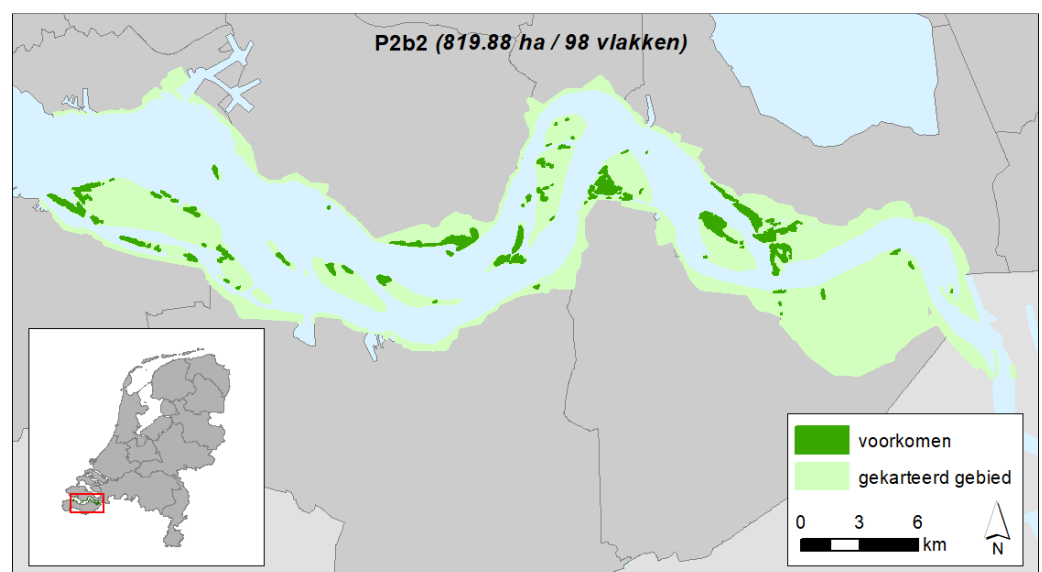 P2b2 (819.88 ha / 98 vlakken)
voorkomen
gekarteerd gebied
0 3 6
km
N